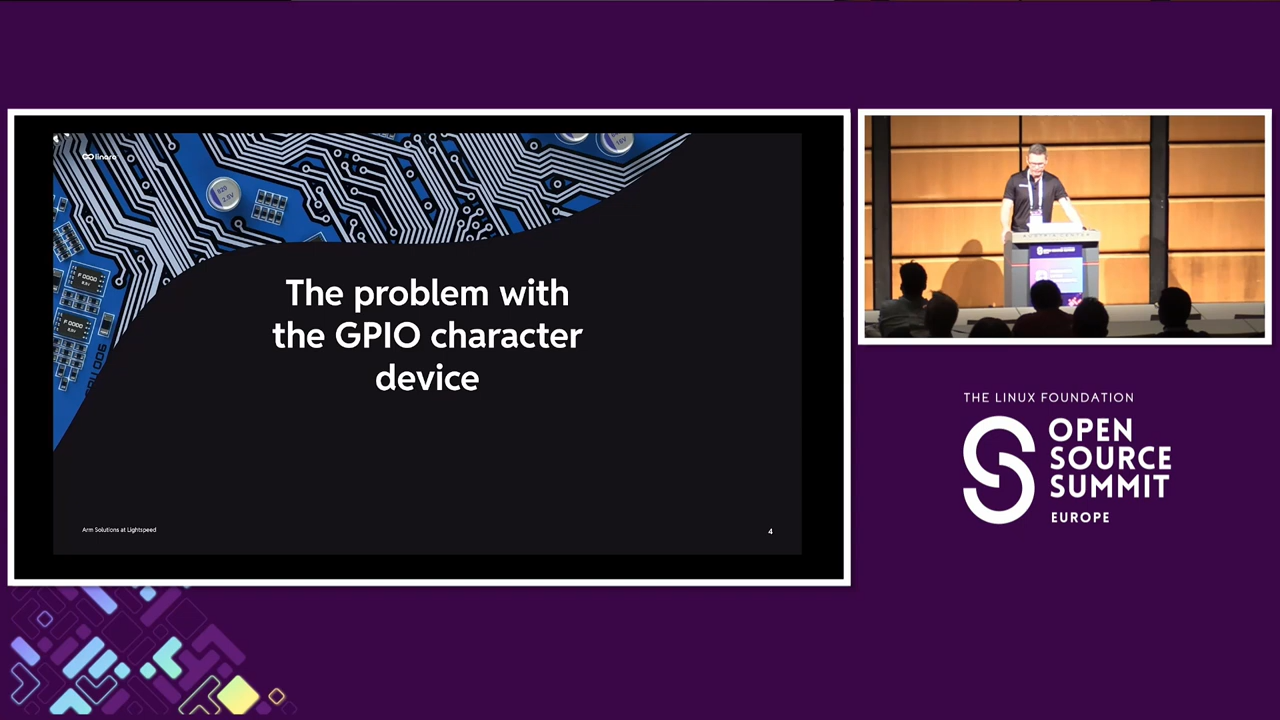 linaro
The problem with
the GPIO character
device
Arm Solutions at Lightspeed
4
THE LINUX FOUNDATION
OPEN
SOURCE
SUMMIT
EUROPE